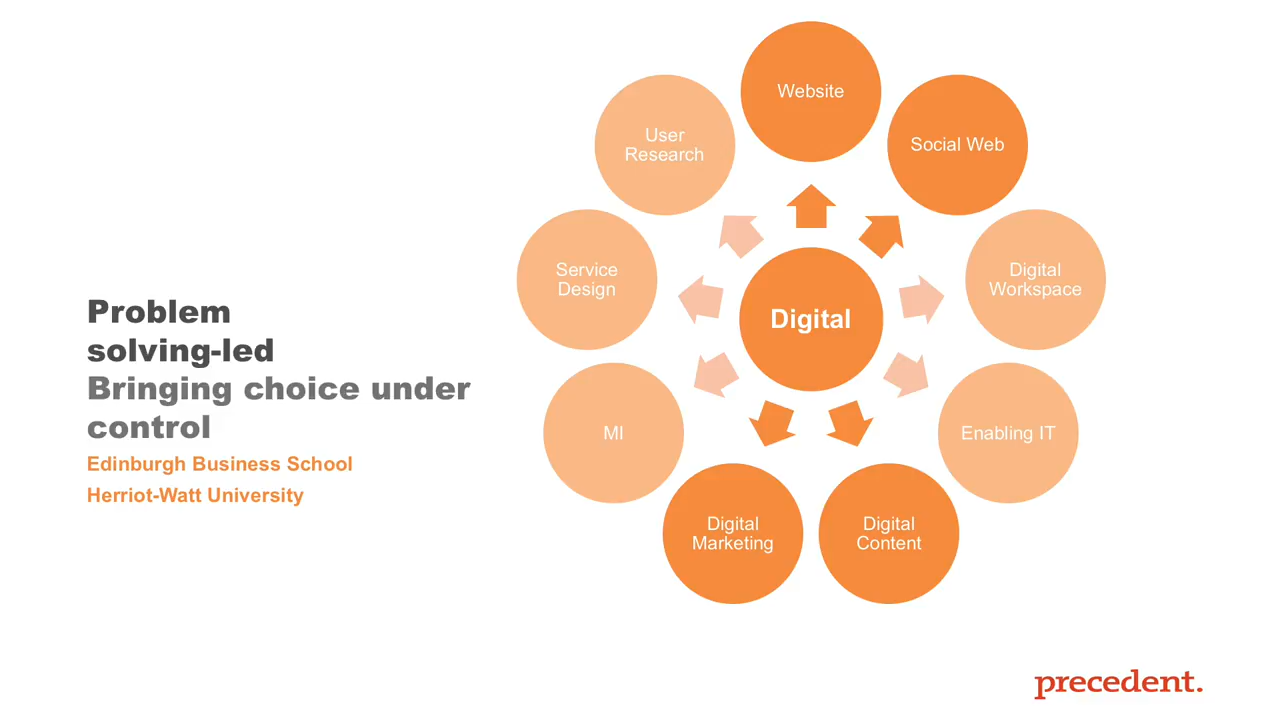 Problem
solving-led
Bringing choice under
control
Edinburgh Business School
Herriot-Watt University
Website
Social Web
Digital
Workspace
Enabling IT
Digital
Content
Digital
Marketing
MI
Service
Design
User
Research
Digital
precedent.